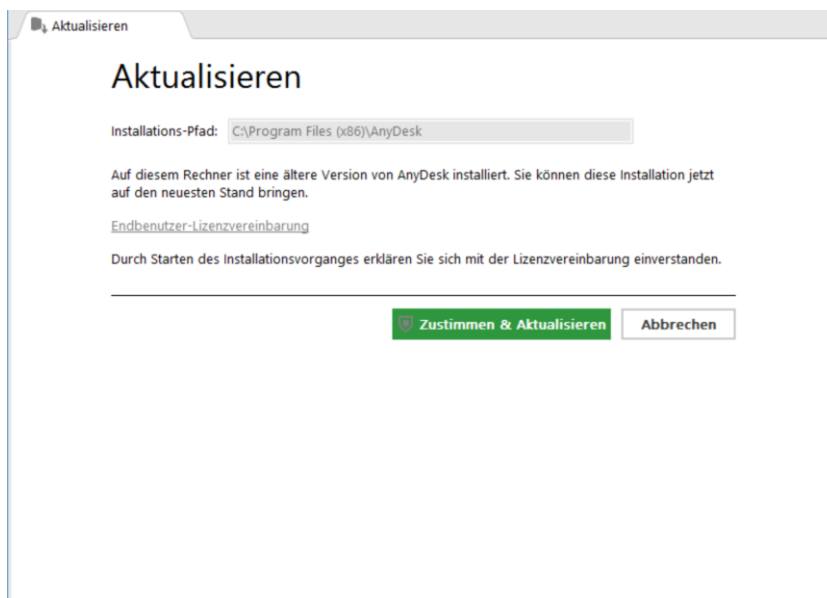 Aktualisieren
Aktualisieren
Installations-Pfad: C:\Program Files (x86)\AnyDesk
Auf diesem Rechner ist eine ältere Version von AnyDesk installiert. Sie können diese Installation jetzt
auf den neuesten Stand bringen.
Endbenutzer-Lizenzvereinbarung
Durch Starten des Installationsvorganges erklären Sie sich mit der Lizenzvereinbarung einverstanden.
Zustimmen & Aktualisieren Abbrechen